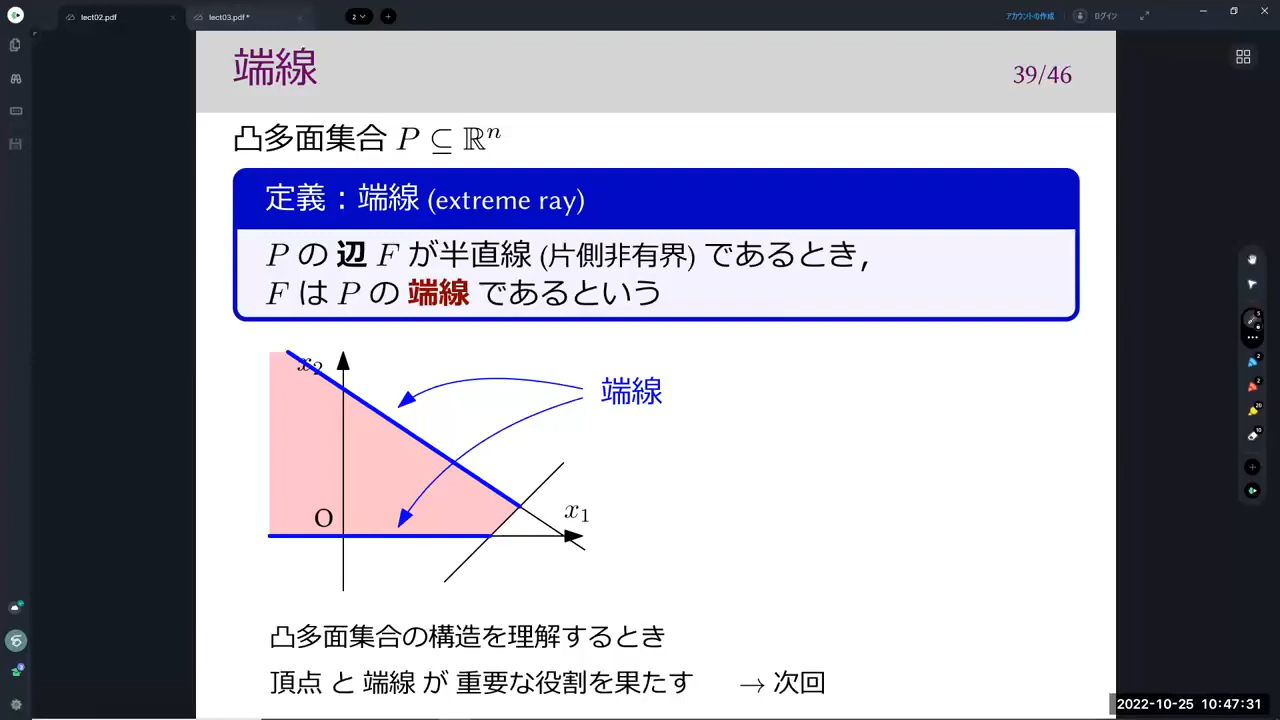 lect02.pdf
lect03.pdf*
2
アカウントの作成
ログイン
端線
39/46
凸多面集合 P ⊆ ℝⁿ
定義：端線 (extreme ray)
P の 辺 F が半直線 (片側非有界) であるとき，
F は P の 端線 であるという
x₂
端線
O
x₁
凸多面集合の構造を理解するとき
頂点 と 端線 が 重要な役割を果たす → 次回
2022-10-25 10:47:31